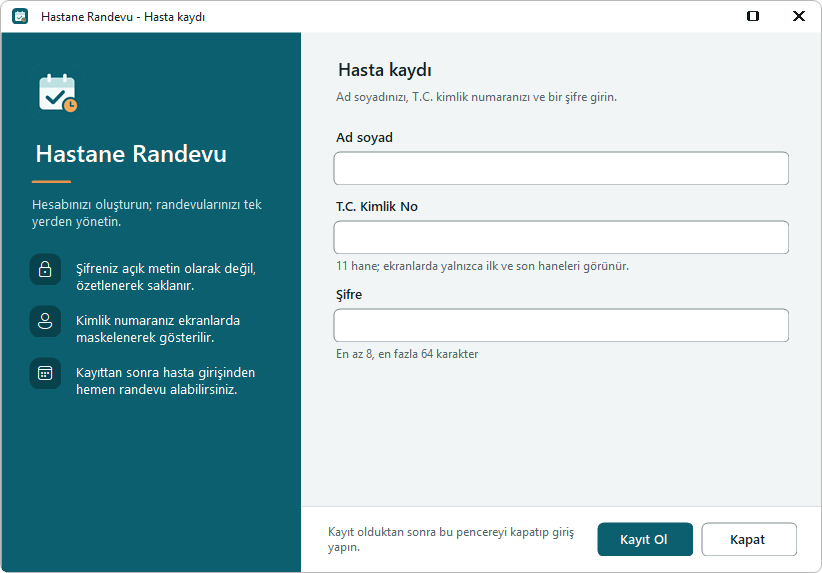 Hastane Randevu - Hasta kaydı
Hastane Randevu
Hesabınızı oluşturun; randevularınızı tek
yerden yönetin.
Şifreniz açık metin olarak değil,
özetlenerek saklanır.
Kimlik numaranız ekranlarda
maskelenerek gösterilir.
Kayıttan sonra hasta girişinden
hemen randevu alabilirsiniz.
Hasta kaydı
Ad soyadınızı, T.C. kimlik numaranızı ve bir şifre girin.
Ad soyad
T.C. Kimlik No
11 hane; ekranlarda yalnızca ilk ve son haneleri görünür.
Şifre
En az 8, en fazla 64 karakter
Kayıt olduktan sonra bu pencereyi kapatıp giriş
yapın.
Kayıt Ol
Kapat